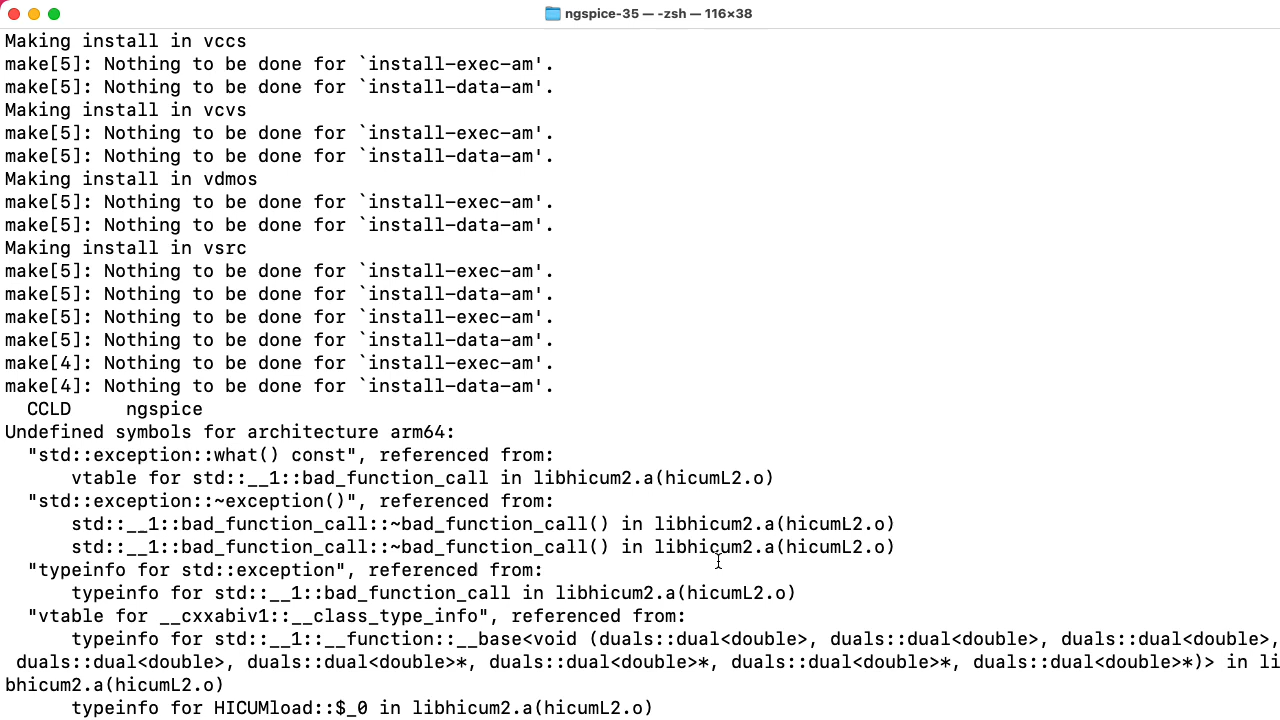 ngspice-35 — -zsh — 116×38
Making install in vccs
make[5]: Nothing to be done for `install-exec-am'.
make[5]: Nothing to be done for `install-data-am'.
Making install in vcvs
make[5]: Nothing to be done for `install-exec-am'.
make[5]: Nothing to be done for `install-data-am'.
Making install in vdmos
make[5]: Nothing to be done for `install-exec-am'.
make[5]: Nothing to be done for `install-data-am'.
Making install in vsrc
make[5]: Nothing to be done for `install-exec-am'.
make[5]: Nothing to be done for `install-data-am'.
make[5]: Nothing to be done for `install-exec-am'.
make[5]: Nothing to be done for `install-data-am'.
make[4]: Nothing to be done for `install-exec-am'.
make[4]: Nothing to be done for `install-data-am'.
  CCLD     ngspice
Undefined symbols for architecture arm64:
  "std::exception::what() const", referenced from:
      vtable for std::__1::bad_function_call in libhicum2.a(hicumL2.o)
  "std::exception::~exception()", referenced from:
      std::__1::bad_function_call::~bad_function_call() in libhicum2.a(hicumL2.o)
      std::__1::bad_function_call::~bad_function_call() in libhicum2.a(hicumL2.o)
  "typeinfo for std::exception", referenced from:
      typeinfo for std::__1::bad_function_call in libhicum2.a(hicumL2.o)
  "vtable for __cxxabiv1::__class_type_info", referenced from:
      typeinfo for std::__1::__function::__base<void (duals::dual<double>, duals::dual<double>, duals::dual<double>,
 duals::dual<double>, duals::dual<double>*, duals::dual<double>*, duals::dual<double>*, duals::dual<double>*)> in li
bhicum2.a(hicumL2.o)
      typeinfo for HICUMload::$_0 in libhicum2.a(hicumL2.o)